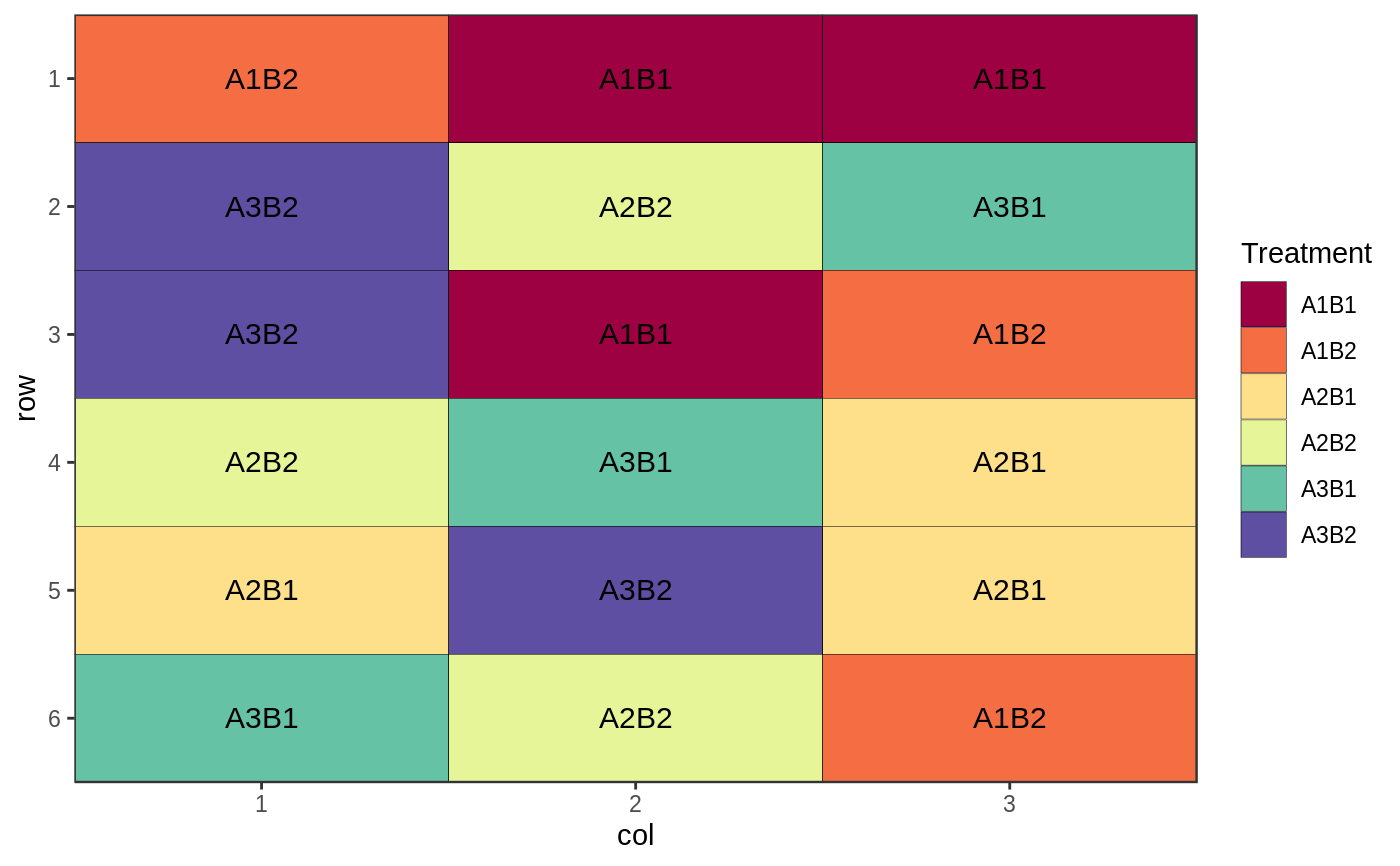 1 A1B2 A1B1 A1B1
2 A3B2 A2B2 A3B1
3 A3B2 A1B1 A1B2
4 A2B2 A3B1 A2B1
5 A2B1 A3B2 A2B1
6 A3B1 A2B2 A1B2
1 2 3
col
row
Treatment
A1B1
A1B2
A2B1
A2B2
A3B1
A3B2